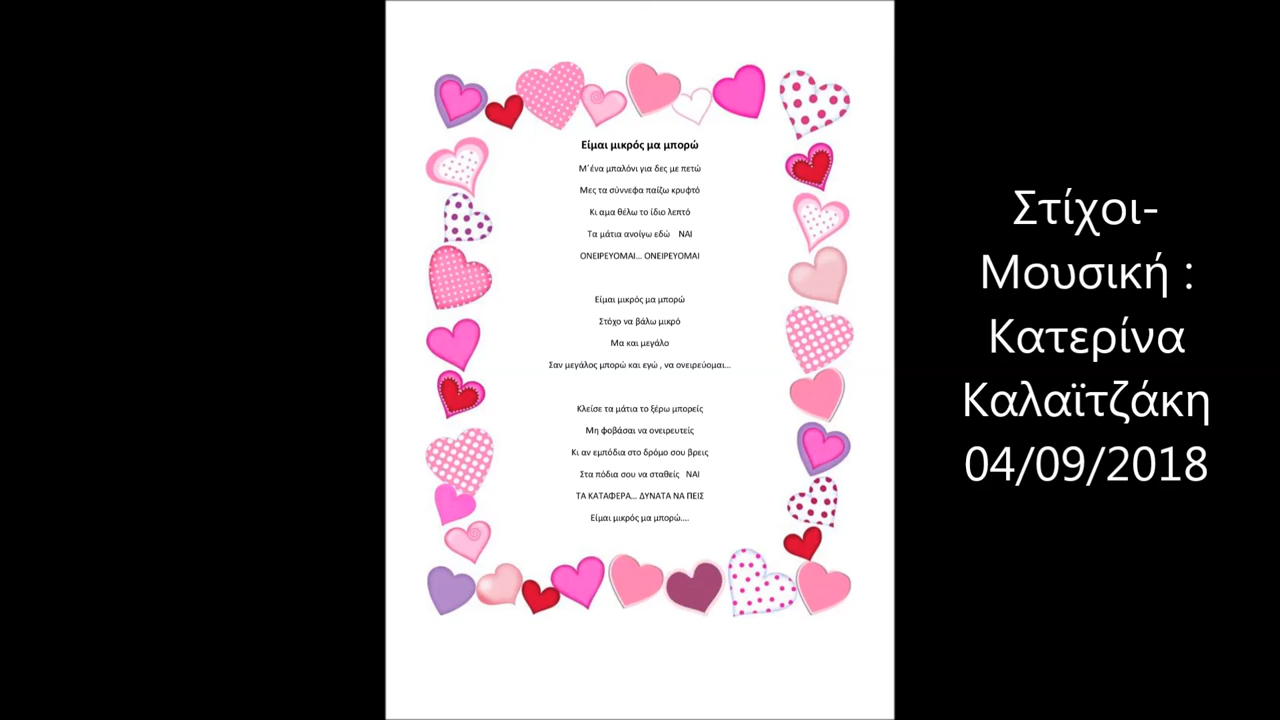 Είμαι μικρός μα μπορώ
Μ΄ένα μπαλόνι για δες με πετώ
Μες τα σύννεφα παίζω κρυφτό
Κι αμα θέλω το ίδιο λεπτό
Τα μάτια ανοίγω εδώ ΝΑΙ
ΟΝΕΙΡΕΥΟΜΑΙ... ΟΝΕΙΡΕΥΟΜΑΙ
Είμαι μικρός μα μπορώ
Στόχο να βάλω μικρό
Μα και μεγάλο
Σαν μεγάλος μπορώ και εγώ , να ονειρεύομαι...
Κλείσε τα μάτια το ξέρω μπορείς
Μη φοβάσαι να ονειρευτείς
Κι αν εμπόδια στο δρόμο σου βρεις
Στα πόδια σου να σταθείς ΝΑΙ
ΤΑ ΚΑΤΑΦΕΡΑ... ΔΥΝΑΤΑ ΝΑ ΠΕΙΣ
Είμαι μικρός μα μπορώ....
Στίχοι-
Μουσική :
Κατερίνα
Καλαϊτζάκη
04/09/2018